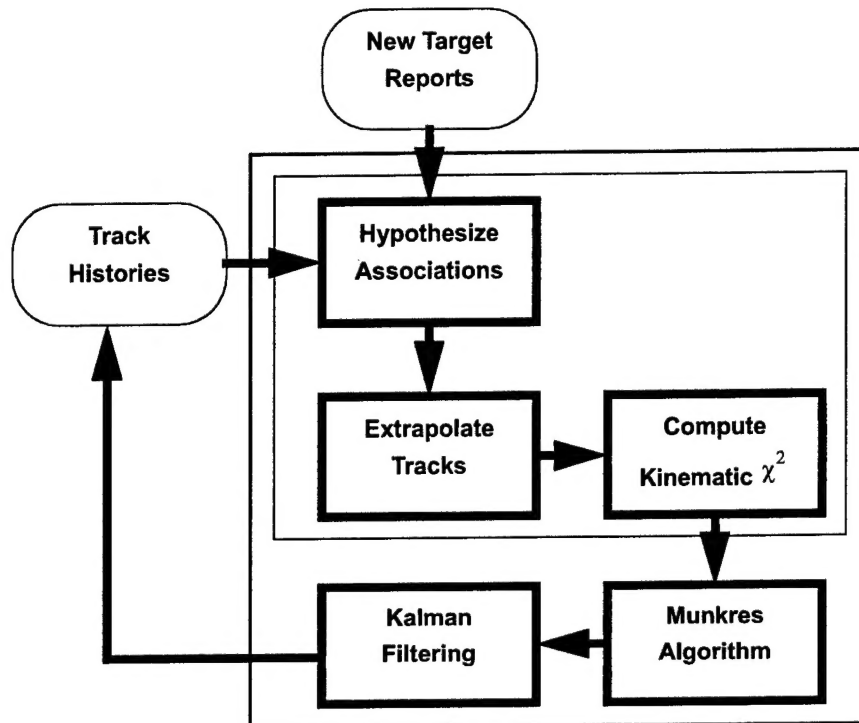 New Target
Reports
Track
Histories
Hypothesize
Associations
Extrapolate
Tracks
Compute
Kinematic χ²
Kalman
Filtering
Munkres
Algorithm